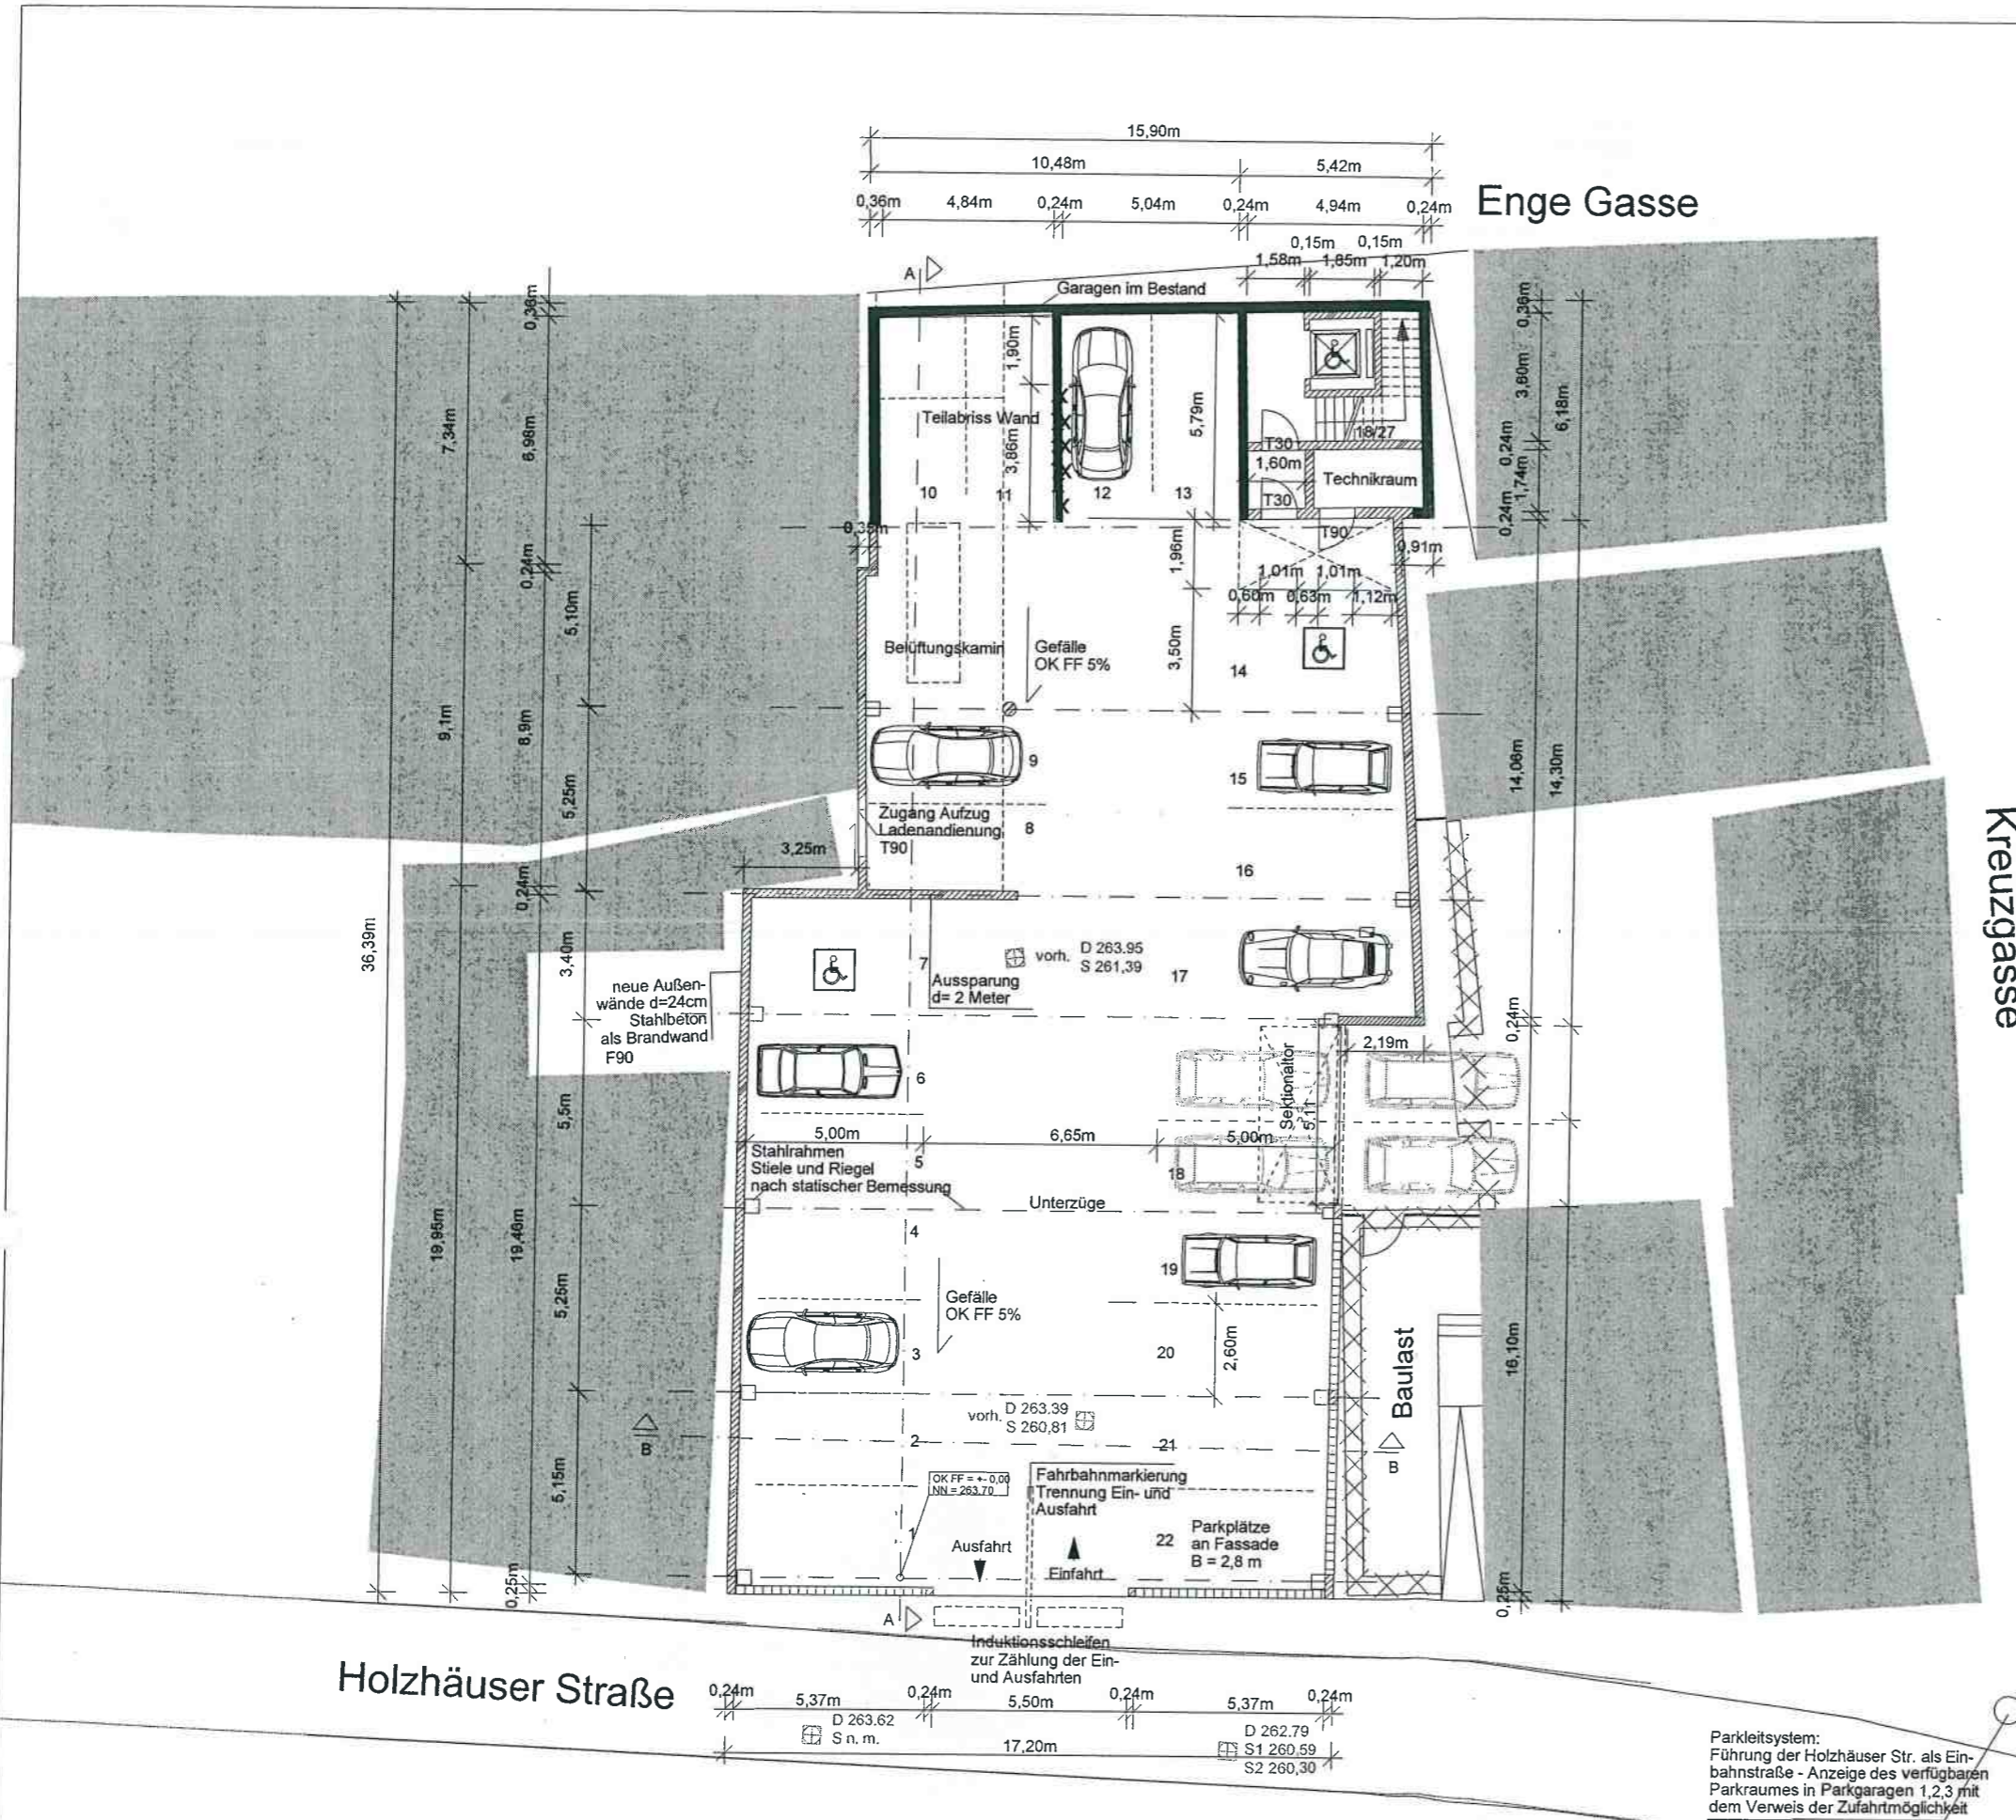 15,90m
10,48m
5,42m
0,36m
4,84m
0,24m
5,04m
0,24m
4,94m
0,24m
Enge Gasse
0,15m
0,15m
1,58m
1,85m
1,20m
A
Garagen im Bestand
0,36m
7,34m
6,98m
0,24m
9,1m
8,9m
5,10m
5,25m
0,24m
36,39m
3,40m
19,95m
19,46m
5,5m
5,25m
5,15m
0,25m
1,90m
Teilabriss Wand
3,86m
5,79m
10
11
12
13
T30
18/27
1,60m
Technikraum
T30
T90
0,36m
3,60m
6,18m
0,24m
1,74m
0,24m
0,35m
1,96m
0,91m
1,01m
1,01m
0,60m
0,63m
1,12m
Belüftungskamin
Gefälle
OK FF 5%
3,50m
14
9
15
14,06m
14,30m
Kreuzgasse
Zugang Aufzug
Ladenandienung
T90
8
3,25m
16
7
vorh.
D 263.95
S 261,39
17
Aussparung
d= 2 Meter
neue Außen-
wände d=24cm
Stahlbeton
als Brandwand
F90
0,24m
2,19m
Sektionaltor
5,11
6
5,00m
6,65m
5,00m
Stahlrahmen
Stiele und Riegel
nach statischer Bemessung
5
18
Unterzüge
4
19
Gefälle
OK FF 5%
3
20
2,60m
Baulast
16,10m
vorh.
D 263.39
S 260,81
B
2
21
B
OK FF = +- 0,00
NN = 263.70
Fahrbahnmarkierung
Trennung Ein- und
Ausfahrt
1
Ausfahrt
Einfahrt
22
Parkplätze
an Fassade
B = 2,8 m
0,25m
A
Induktionsschleifen
zur Zählung der Ein-
und Ausfahrten
Holzhäuser Straße
0,24m
5,37m
0,24m
5,50m
0,24m
5,37m
0,24m
D 263.62
S n. m.
17,20m
D 262.79
S1 260,59
S2 260,30
Parkleitsystem:
Führung der Holzhäuser Str. als Ein-
bahnstraße - Anzeige des verfügbaren
Parkraumes in Parkgaragen 1,2,3 mit
dem Verweis der Zufahrtmöglichkeit